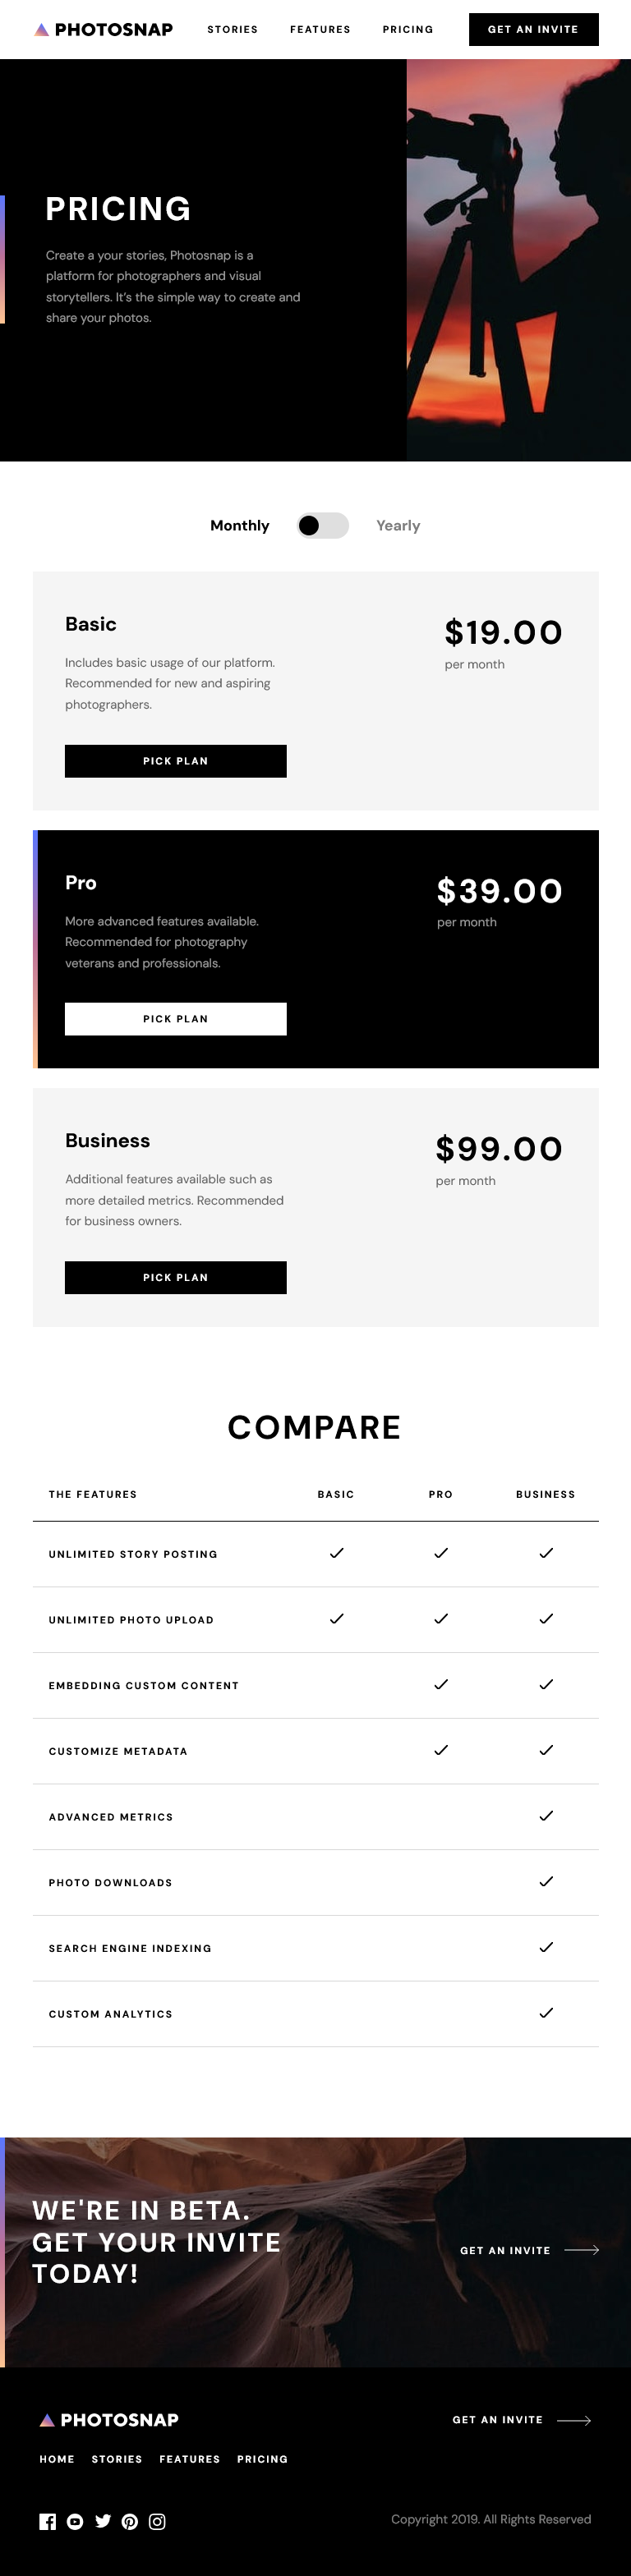 PHOTOSNAP STORIES FEATURES PRICING GET AN INVITE
PRICING
Create a your stories, Photosnap is a
platform for photographers and visual
storytellers. It’s the simple way to create and
share your photos.
Monthly Yearly
Basic
Includes basic usage of our platform.
Recommended for new and aspiring
photographers.
PICK PLAN
$19.00
per month
Pro
More advanced features available.
Recommended for photography
veterans and professionals.
PICK PLAN
$39.00
per month
Business
Additional features available such as
more detailed metrics. Recommended
for business owners.
PICK PLAN
$99.00
per month
COMPARE
THE FEATURES BASIC PRO BUSINESS
UNLIMITED STORY POSTING
UNLIMITED PHOTO UPLOAD
EMBEDDING CUSTOM CONTENT
CUSTOMIZE METADATA
ADVANCED METRICS
PHOTO DOWNLOADS
SEARCH ENGINE INDEXING
CUSTOM ANALYTICS
WE'RE IN BETA.
GET YOUR INVITE
TODAY!
GET AN INVITE
PHOTOSNAP
GET AN INVITE
HOME STORIES FEATURES PRICING
Copyright 2019. All Rights Reserved